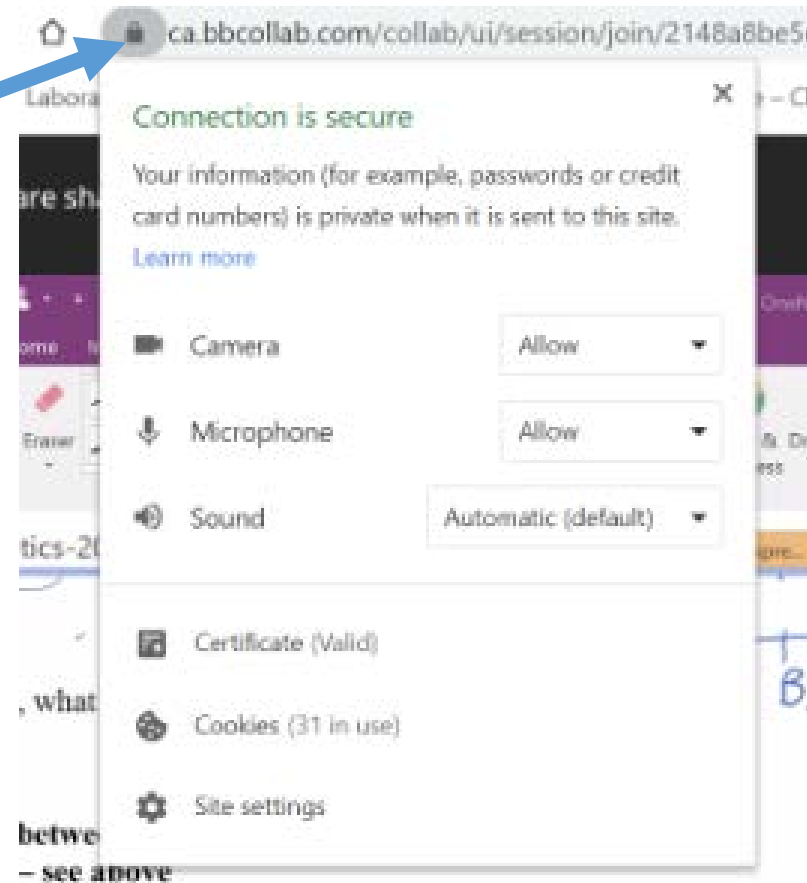 ca.bbcollab.com/collab/ui/session/join/2148a8be5
Labora
Connection is secure
Your information (for example, passwords or credit
card numbers) is private when it is sent to this site.
Learn more
are sh
ome
Camera Allow
Eraser
Microphone Allow
ess
Sound Automatic (default)
tics-20
Certificate (Valid)
, what
B
Cookies (31 in use)
Site settings
betwe
– see above